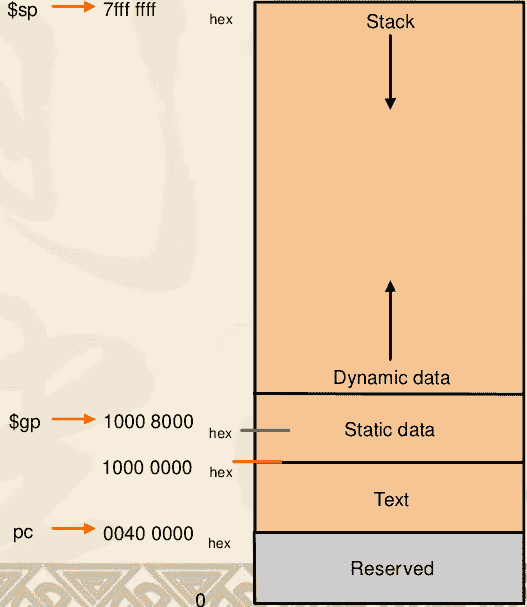 $sp 7fff ffff hex
Stack
Dynamic data
$gp 1000 8000 hex
Static data
1000 0000 hex
Text
pc 0040 0000 hex
Reserved
0